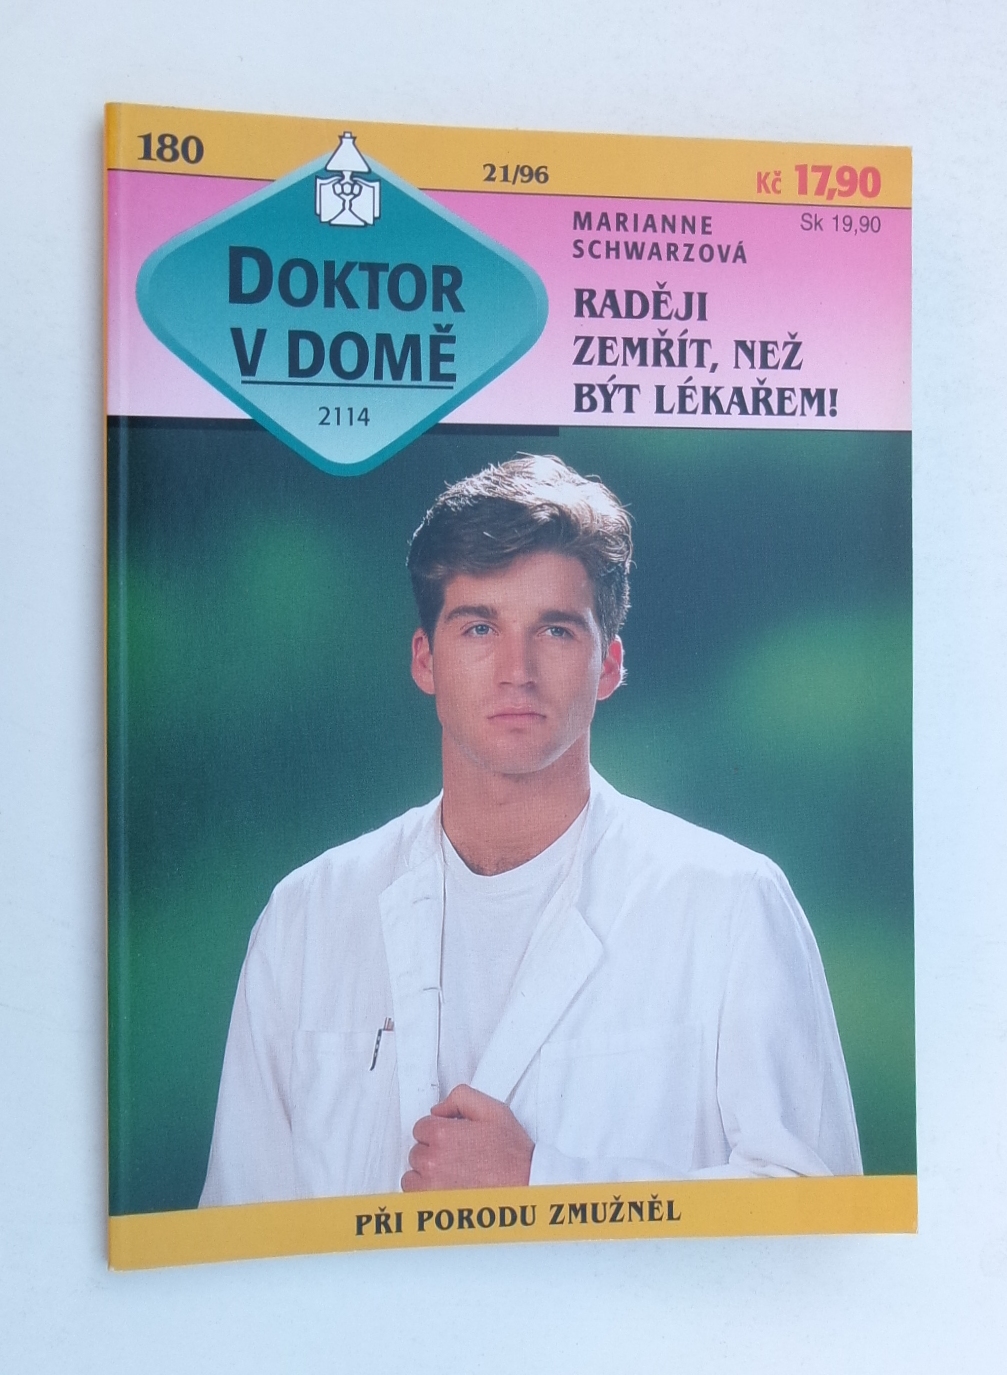 180
21/96
Kč 17,90
Sk 19,90
DOKTOR
V DOMĚ
2114
MARIANNE
SCHWARZOVÁ
RADĚJI
ZEMŘÍT, NEŽ
BÝT LÉKAŘEM!
PŘI PORODU ZMUŽNĚL